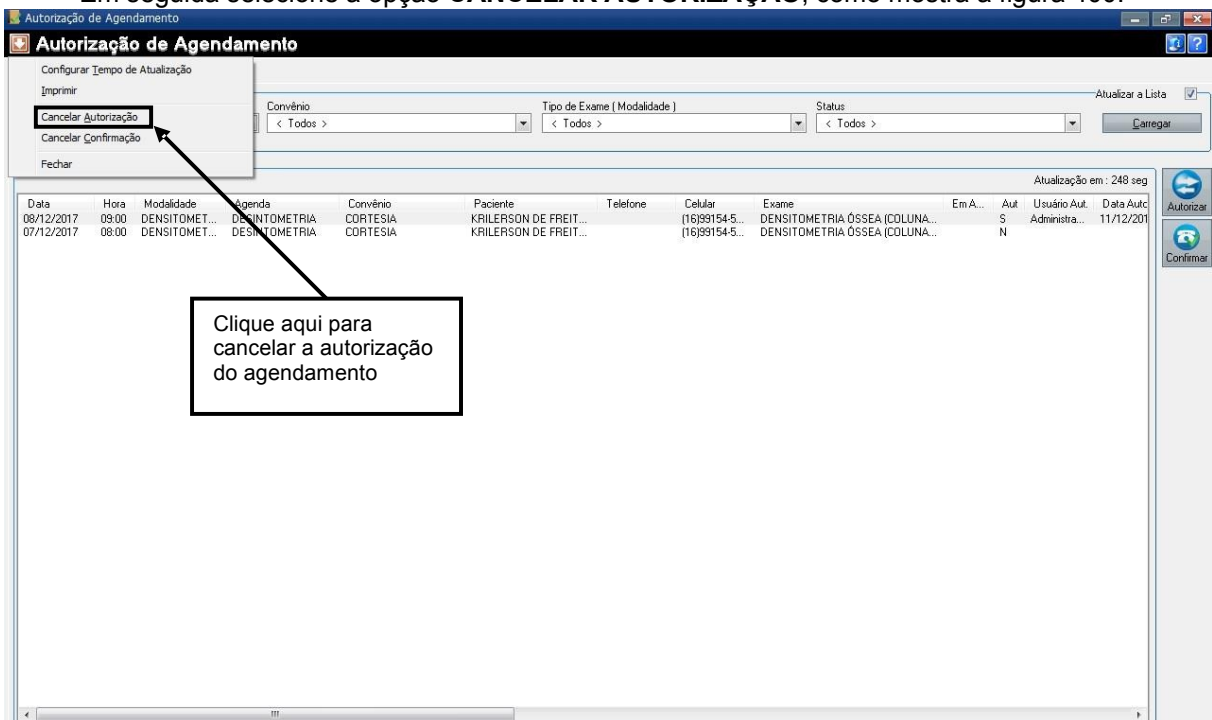 Em seguida selecione a opção CANCELAR AUTORIZAÇÃO, como mostra a figura
Autorização de Agendamento
Autorização de Agendamento
Configurar Tempo de Atualização
Imprimir
Cancelar Autorização
Cancelar Confirmação
Fechar
Atualizar a Lista
Convênio Tipo de Exame ( Modalidade ) Status
< Todos > < Todos > < Todos > Carregar
Atualização em : 248 seg
Data Hora Modalidade Agenda Convênio Paciente Telefone Celular Exame Em A... Aut Usuário Aut. Data Auto
08/12/2017 09:00 DENSITOMET... DESINTOMETRIA CORTESIA KRILERSON DE FREIT... (16)99154-5... DENSITOMETRIA ÓSSEA (COLUNA... S Administra... 11/12/201
07/12/2017 08:00 DENSITOMET... DESINTOMETRIA CORTESIA KRILERSON DE FREIT... (16)99154-5... DENSITOMETRIA ÓSSEA (COLUNA... N
Autorizar
Confirmar
Clique aqui para
cancelar a autorização
do agendamento